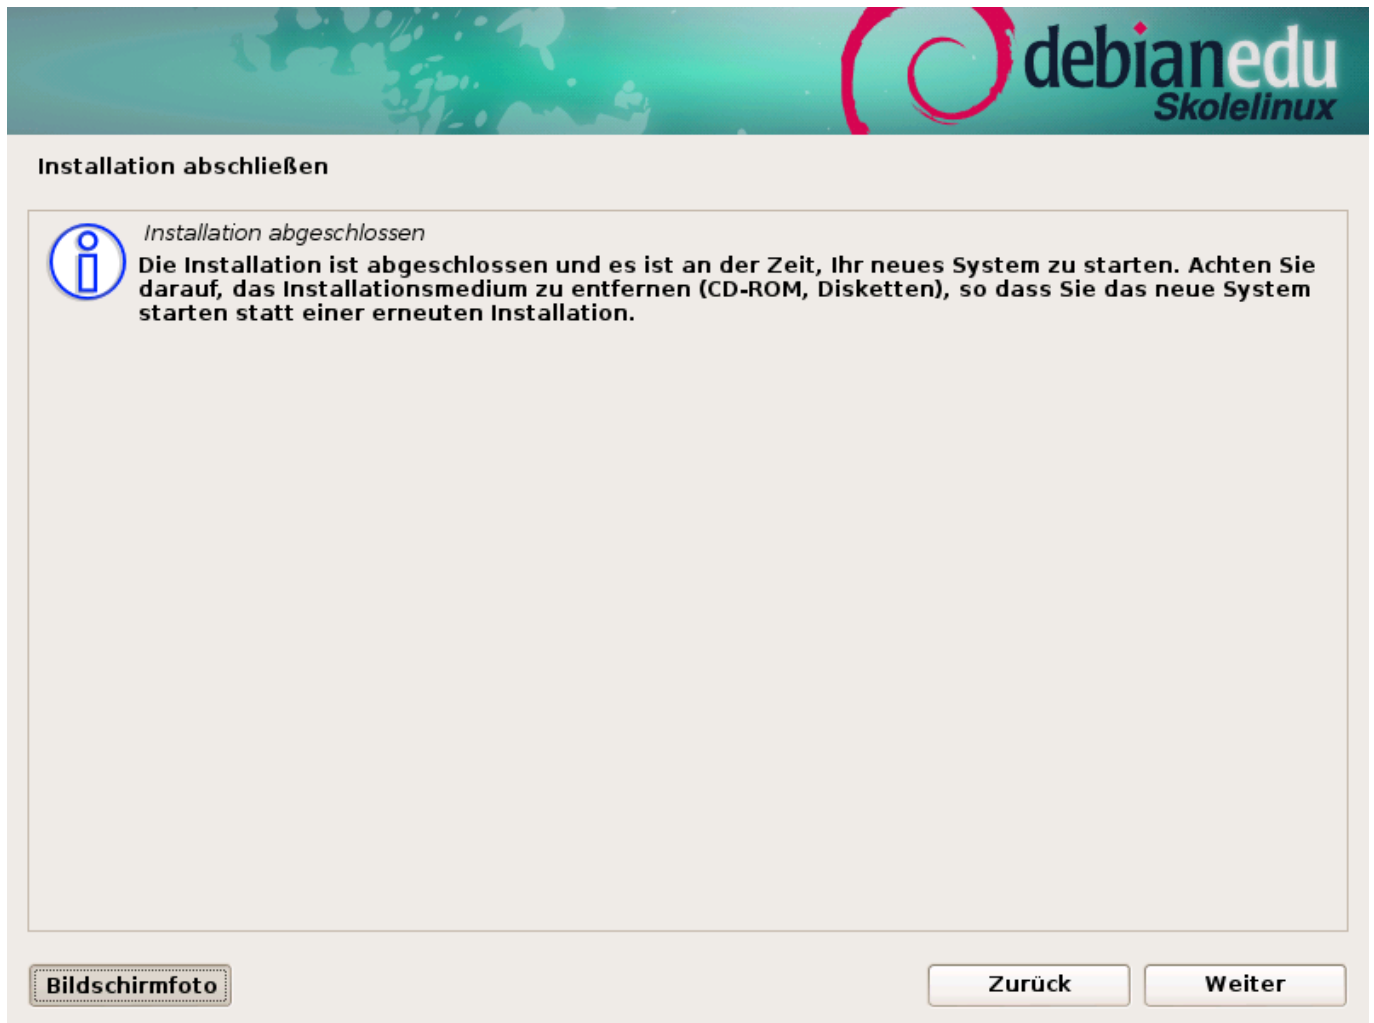 debianedu
Skolelinux
Installation abschließen
Installation abgeschlossen
Die Installation ist abgeschlossen und es ist an der Zeit, Ihr neues System zu starten. Achten Sie
darauf, das Installationsmedium zu entfernen (CD-ROM, Disketten), so dass Sie das neue System
starten statt einer erneuten Installation.
Bildschirmfoto
Zurück
Weiter